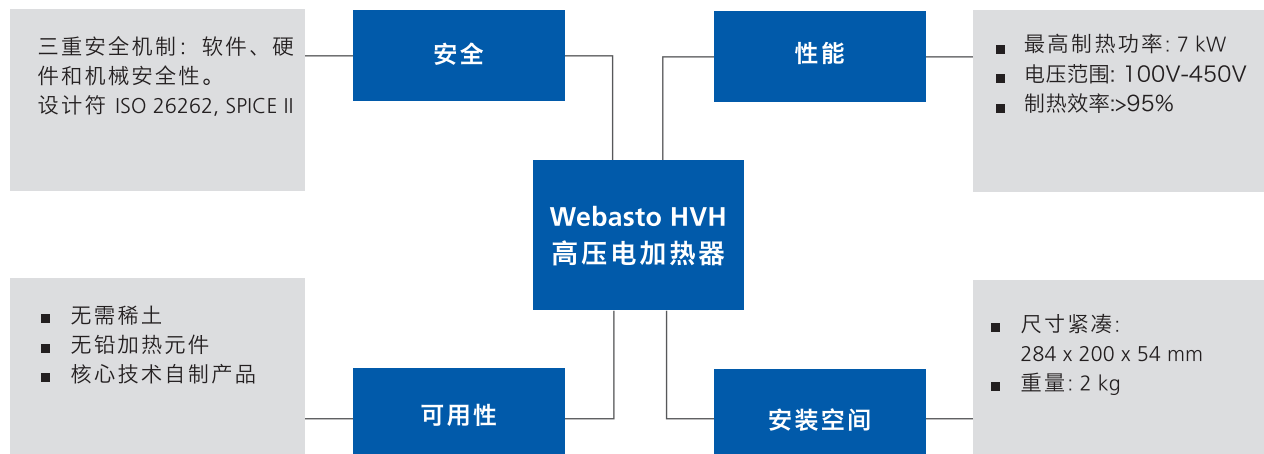 三重安全机制：软件、硬
件和机械安全性。
设计符 ISO 26262, SPICE II
安全
性能
■ 最高制热功率: 7 kW
■ 电压范围: 100V-450V
■ 制热效率:>95%
Webasto HVH
高压电加热器
■ 无需稀土
■ 无铅加热元件
■ 核心技术自制产品
可用性
安装空间
■ 尺寸紧凑:
284 x 200 x 54 mm
■ 重量: 2 kg